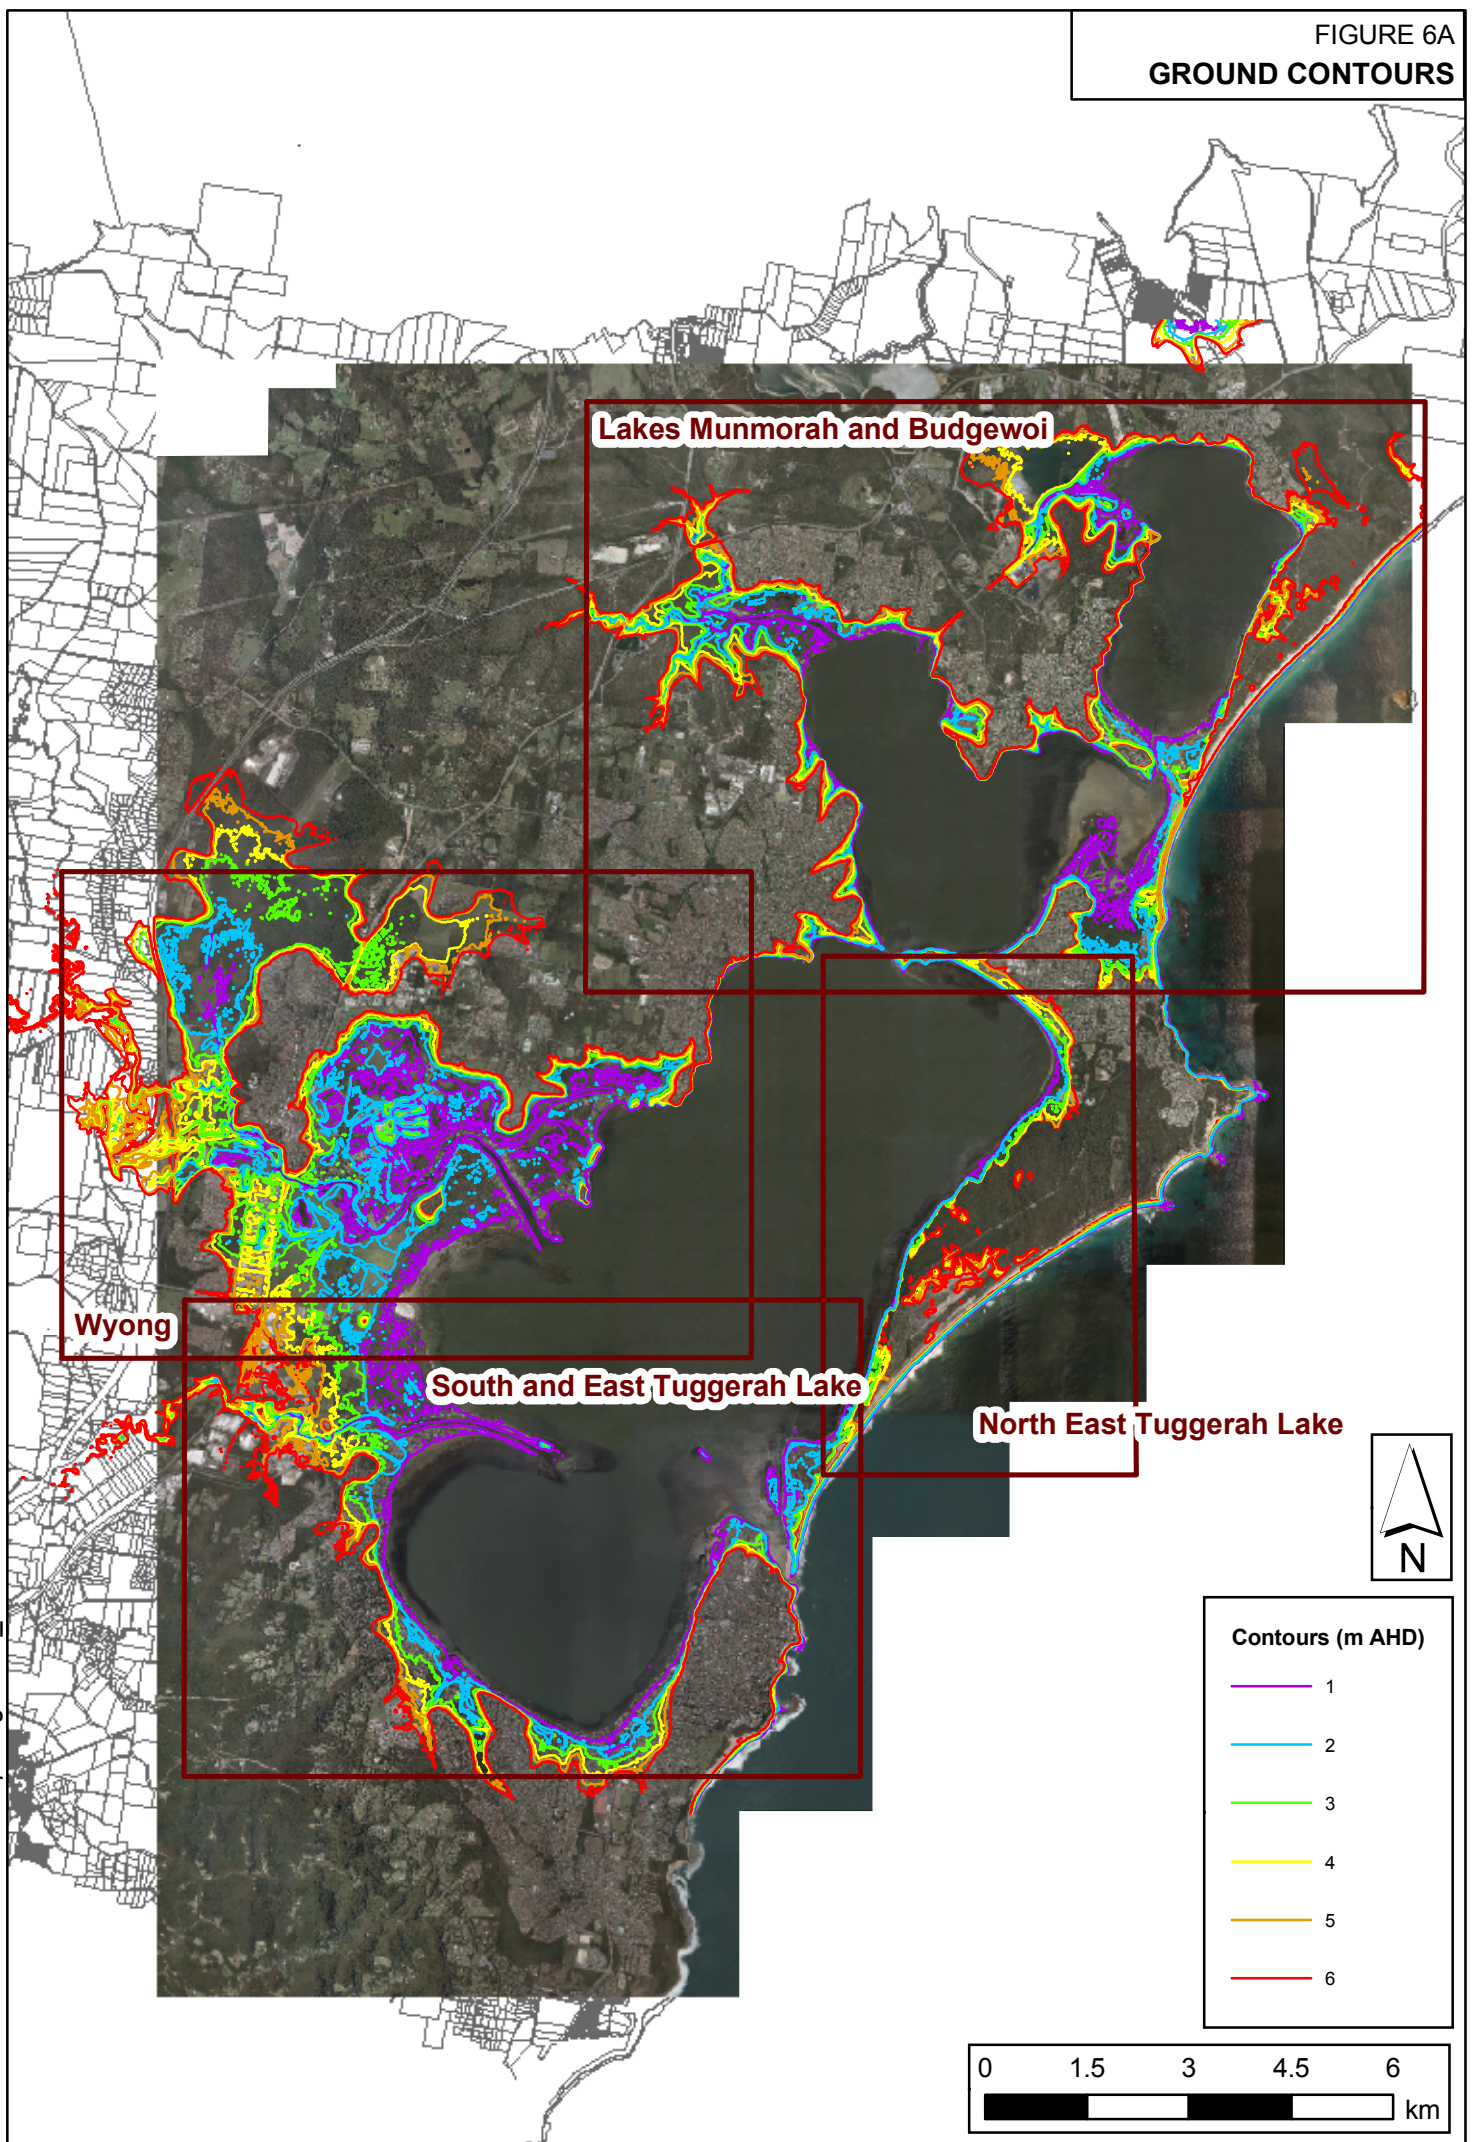 FIGURE 6A
GROUND CONTOURS
Lakes Munmorah and Budgewoi
Wyong
South and East Tuggerah Lake
North East Tuggerah Lake
N
Contours (m AHD)
1
2
3
4
5
6
0 1.5 3 4.5 6
km